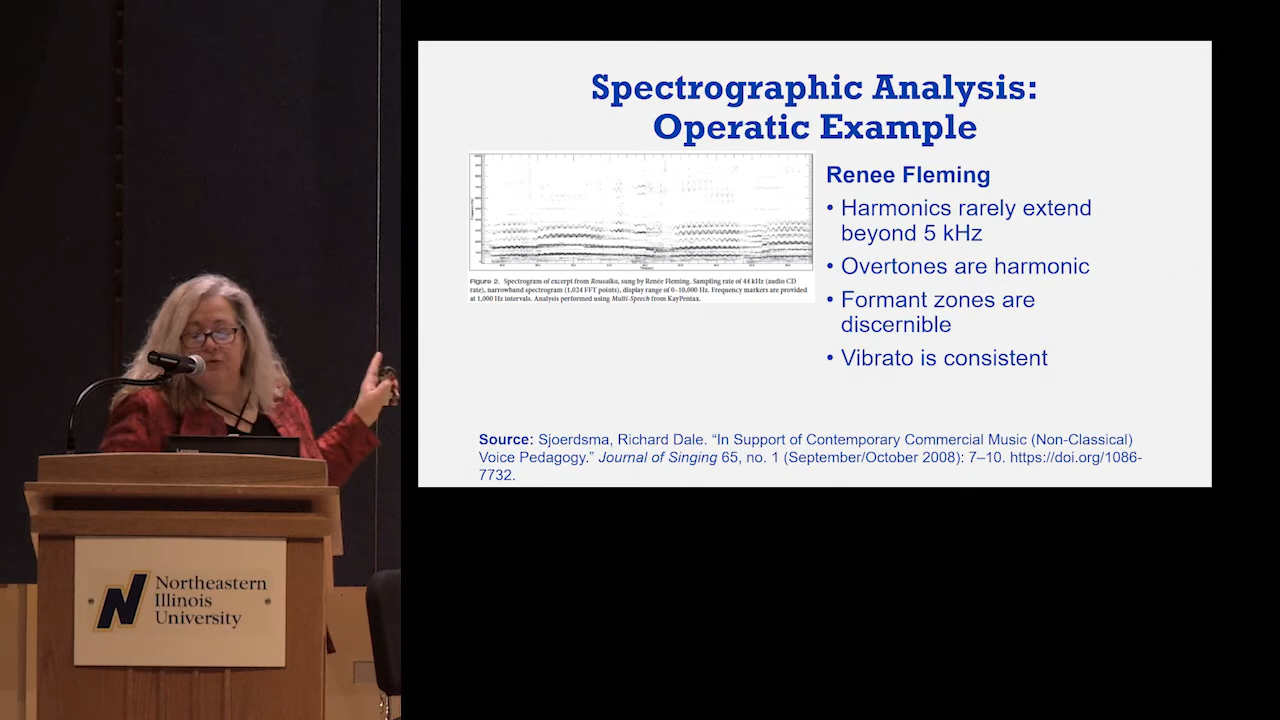 Spectrographic Analysis:
Operatic Example
Renee Fleming
• Harmonics rarely extend
beyond 5 kHz
• Overtones are harmonic
• Formant zones are
discernible
• Vibrato is consistent
Figure 2. Spectrogram of excerpt from Rousalka, sung by Renée Fleming. Sampling rate of 44 kHz (audio CD
rate), narrowband spectrogram (1,024 FFT points), display range of 0–10,000 Hz. Frequency markers are provided
at 1,000 Hz intervals. Analysis performed using Multi-Speech from KayPentax.
Source: Sjoerdsma, Richard Dale. “In Support of Contemporary Commercial Music (Non-Classical)
Voice Pedagogy.” Journal of Singing 65, no. 1 (September/October 2008): 7–10. https://doi.org/1086-
7732.
Lenovo
N Northeastern
Illinois
University